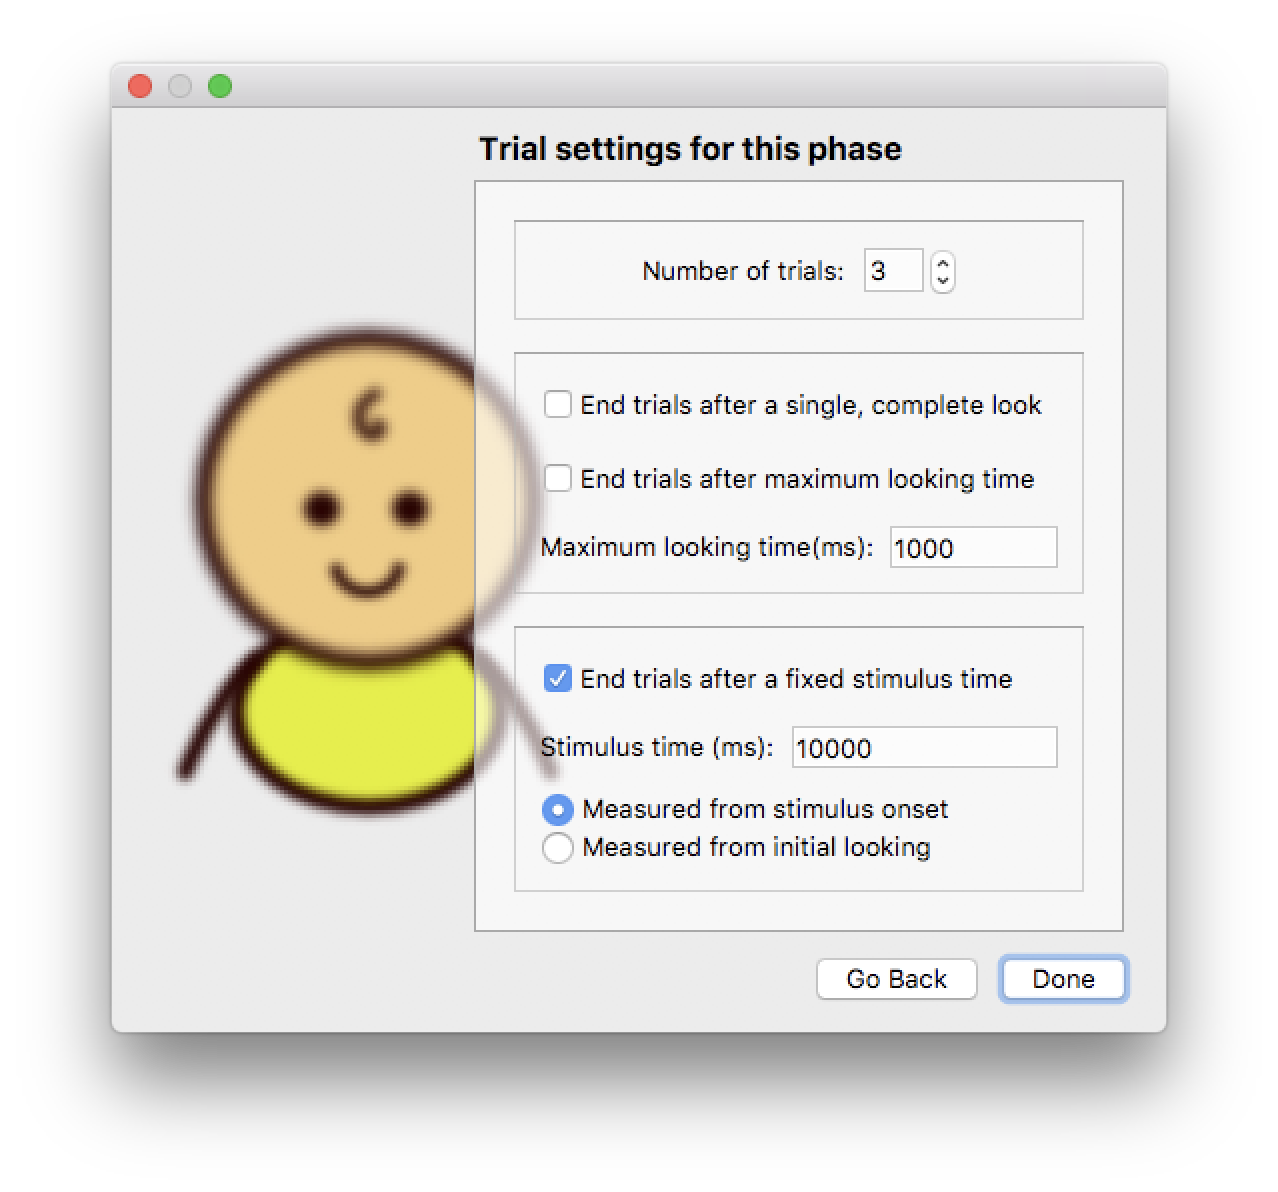 Trial settings for this phase
Number of trials: 3
End trials after a single, complete look
End trials after maximum looking time
Maximum looking time(ms): 1000
End trials after a fixed stimulus time
Stimulus time (ms): 10000
Measured from stimulus onset
Measured from initial looking
Go Back Done